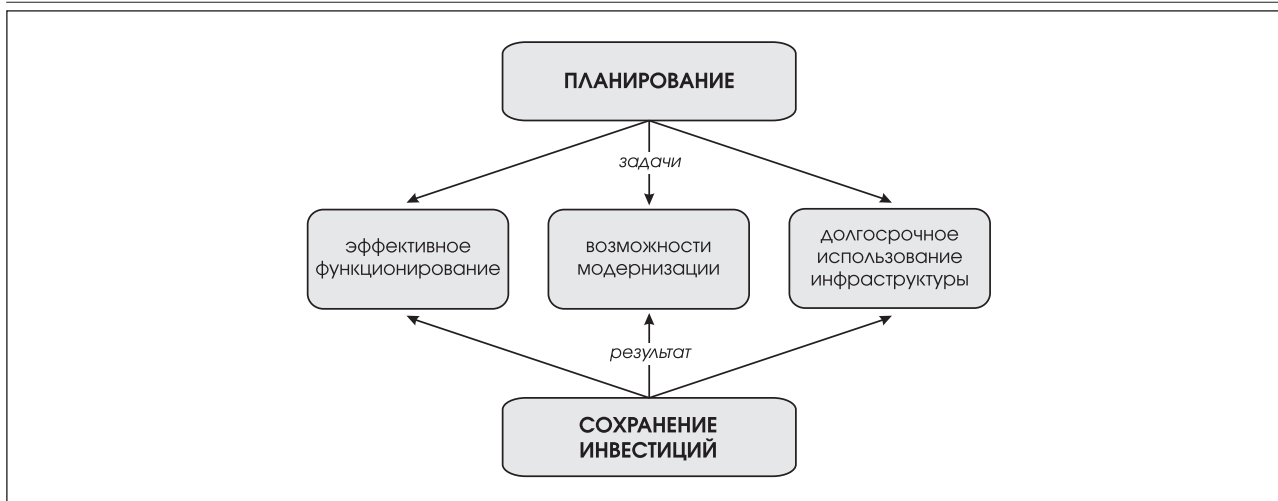 ПЛАНИРОВАНИЕ
задачи
эффективное
функционирование
возможности
модернизации
долгосрочное
использование
инфраструктуры
результат
СОХРАНЕНИЕ
ИНВЕСТИЦИЙ